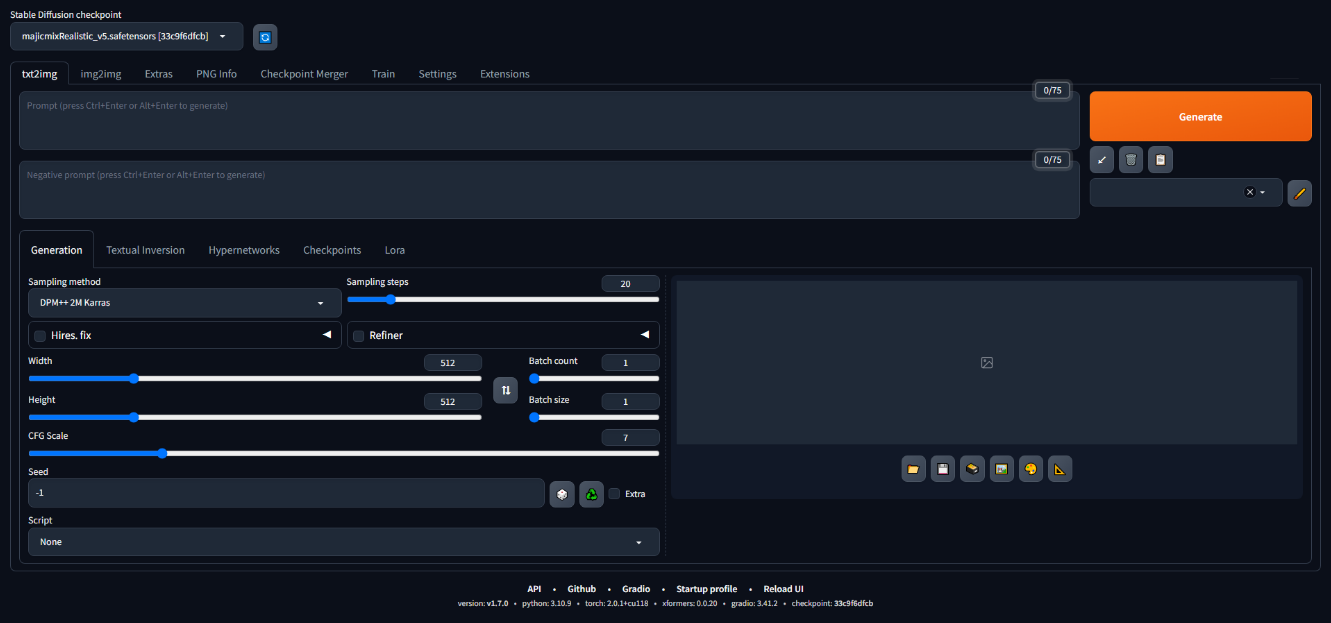 Stable Diffusion checkpoint
majicmixRealistic_v5.safetensors [33c9f6dfcb]
txt2img img2img Extras PNG Info Checkpoint Merger Train Settings Extensions
0/75
Prompt (press Ctrl+Enter or Alt+Enter to generate)
Generate
0/75
Negative prompt (press Ctrl+Enter or Alt+Enter to generate)
Generation Textual Inversion Hypernetworks Checkpoints Lora
Sampling method
DPM++ 2M Karras
Sampling steps
20
Hires. fix
Refiner
Width
512
Batch count
1
Height
512
Batch size
1
CFG Scale
7
Seed
-1
Extra
Script
None
API • Github • Gradio • Startup profile • Reload UI
version: v1.7.0 • python: 3.10.9 • torch: 2.0.1+cu118 • xformers: 0.0.20 • gradio: 3.41.2 • checkpoint: 33c9f6dfcb